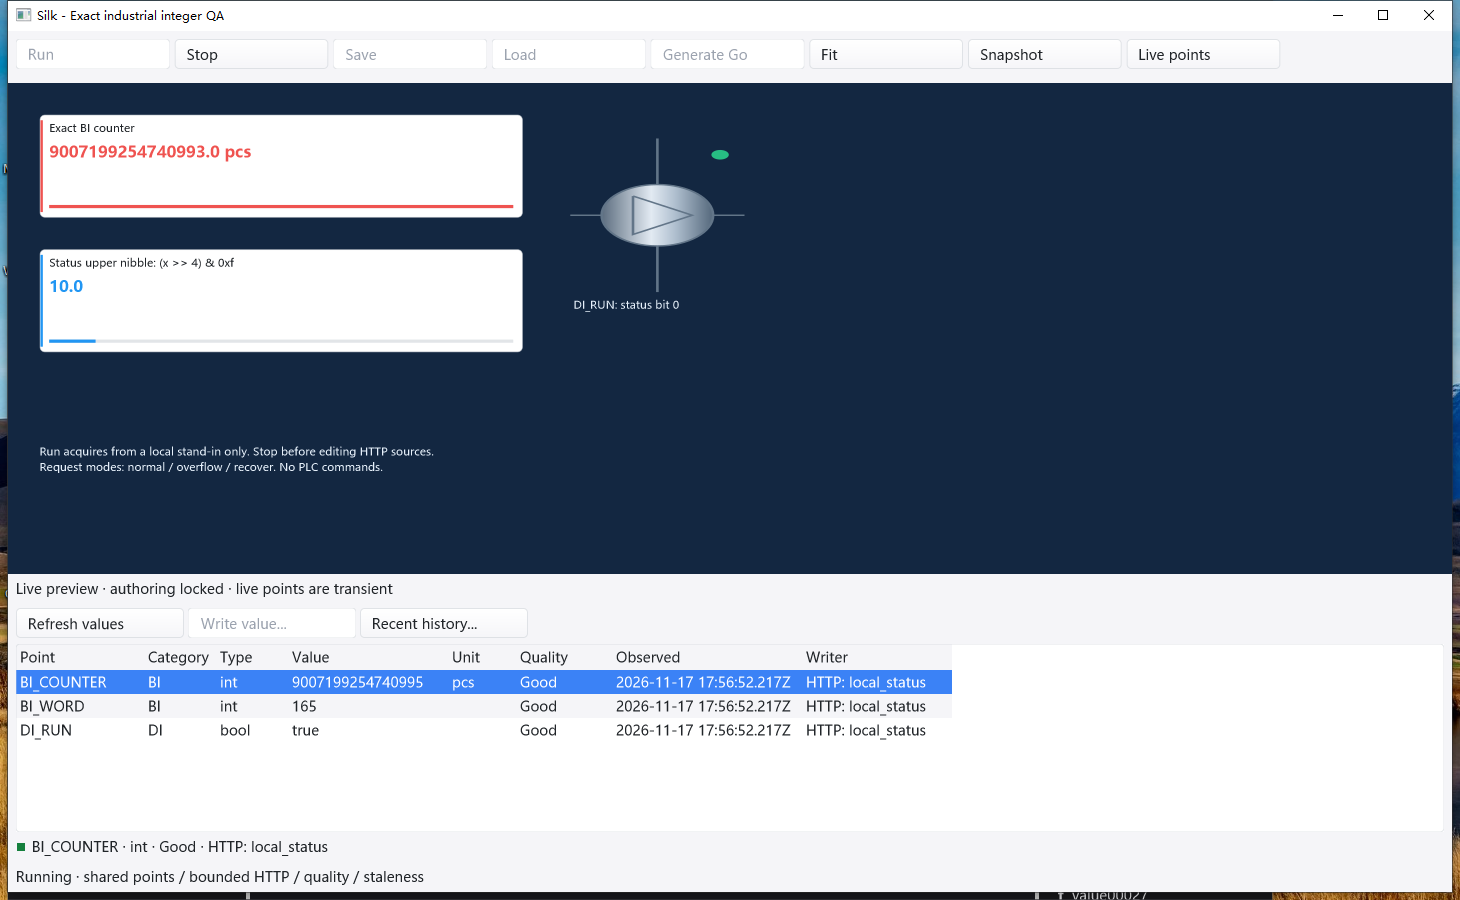 Silk - Exact industrial integer QA
Run Stop Save Load Generate Go Fit Snapshot Live points
Exact BI counter
9007199254740993.0 pcs
Status upper nibble: (x >> 4) & 0xf
10.0
DI_RUN: status bit 0
Run acquires from a local stand-in only. Stop before editing HTTP sources.
Request modes: normal / overflow / recover. No PLC commands.
Live preview · authoring locked · live points are transient
Refresh values Write value... Recent history...
Point Category Type Value Unit Quality Observed Writer
BI_COUNTER BI int 9007199254740995 pcs Good 2026-11-17 17:56:52.217Z HTTP: local_status
BI_WORD BI int 165 Good 2026-11-17 17:56:52.217Z HTTP: local_status
DI_RUN DI bool true Good 2026-11-17 17:56:52.217Z HTTP: local_status
BI_COUNTER · int · Good · HTTP: local_status
Running · shared points / bounded HTTP / quality / staleness